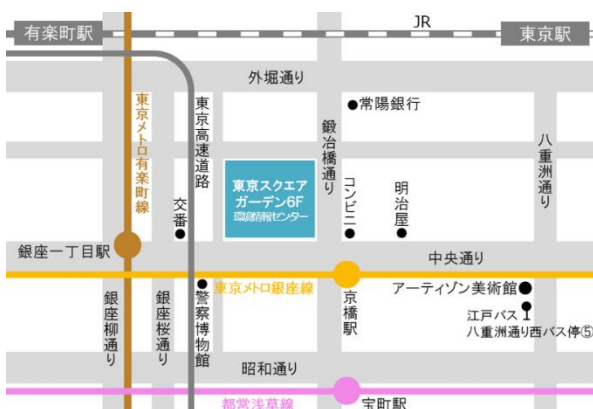 JR
有楽町駅
東京駅
外堀通り
東京メトロ有楽町線
東京高速道路
常陽銀行
鍛冶橋通り
八重洲通り
東京スクエア
ガーデン6F
環境情報センター
交番
コンビニ
明治屋
銀座一丁目駅
中央通り
東京メトロ銀座線
アーティゾン美術館
銀座柳通り
銀座桜通り
警察博物館
京橋駅
江戸バス
八重洲通り西バス停⑤
昭和通り
都営浅草線
宝町駅